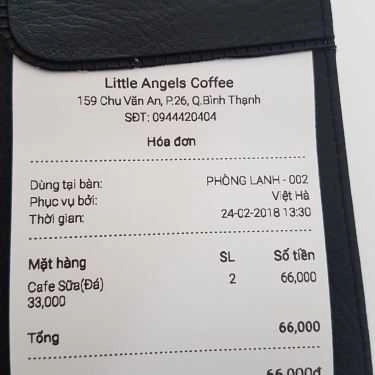 Little Angels Coffee
159 Chu Văn An, P.26, Q.Bình Thạnh
SĐT: 0944420404
Hóa đơn
Dùng tại bàn: PHÒNG LẠNH - 002
Phục vụ bởi: Việt Hà
Thời gian: 24-02-2018 13:30
Mặt hàng SL Số tiền
Cafe Sữa(Đá) 2 66,000
33,000
Tổng 66,000
66,000đ